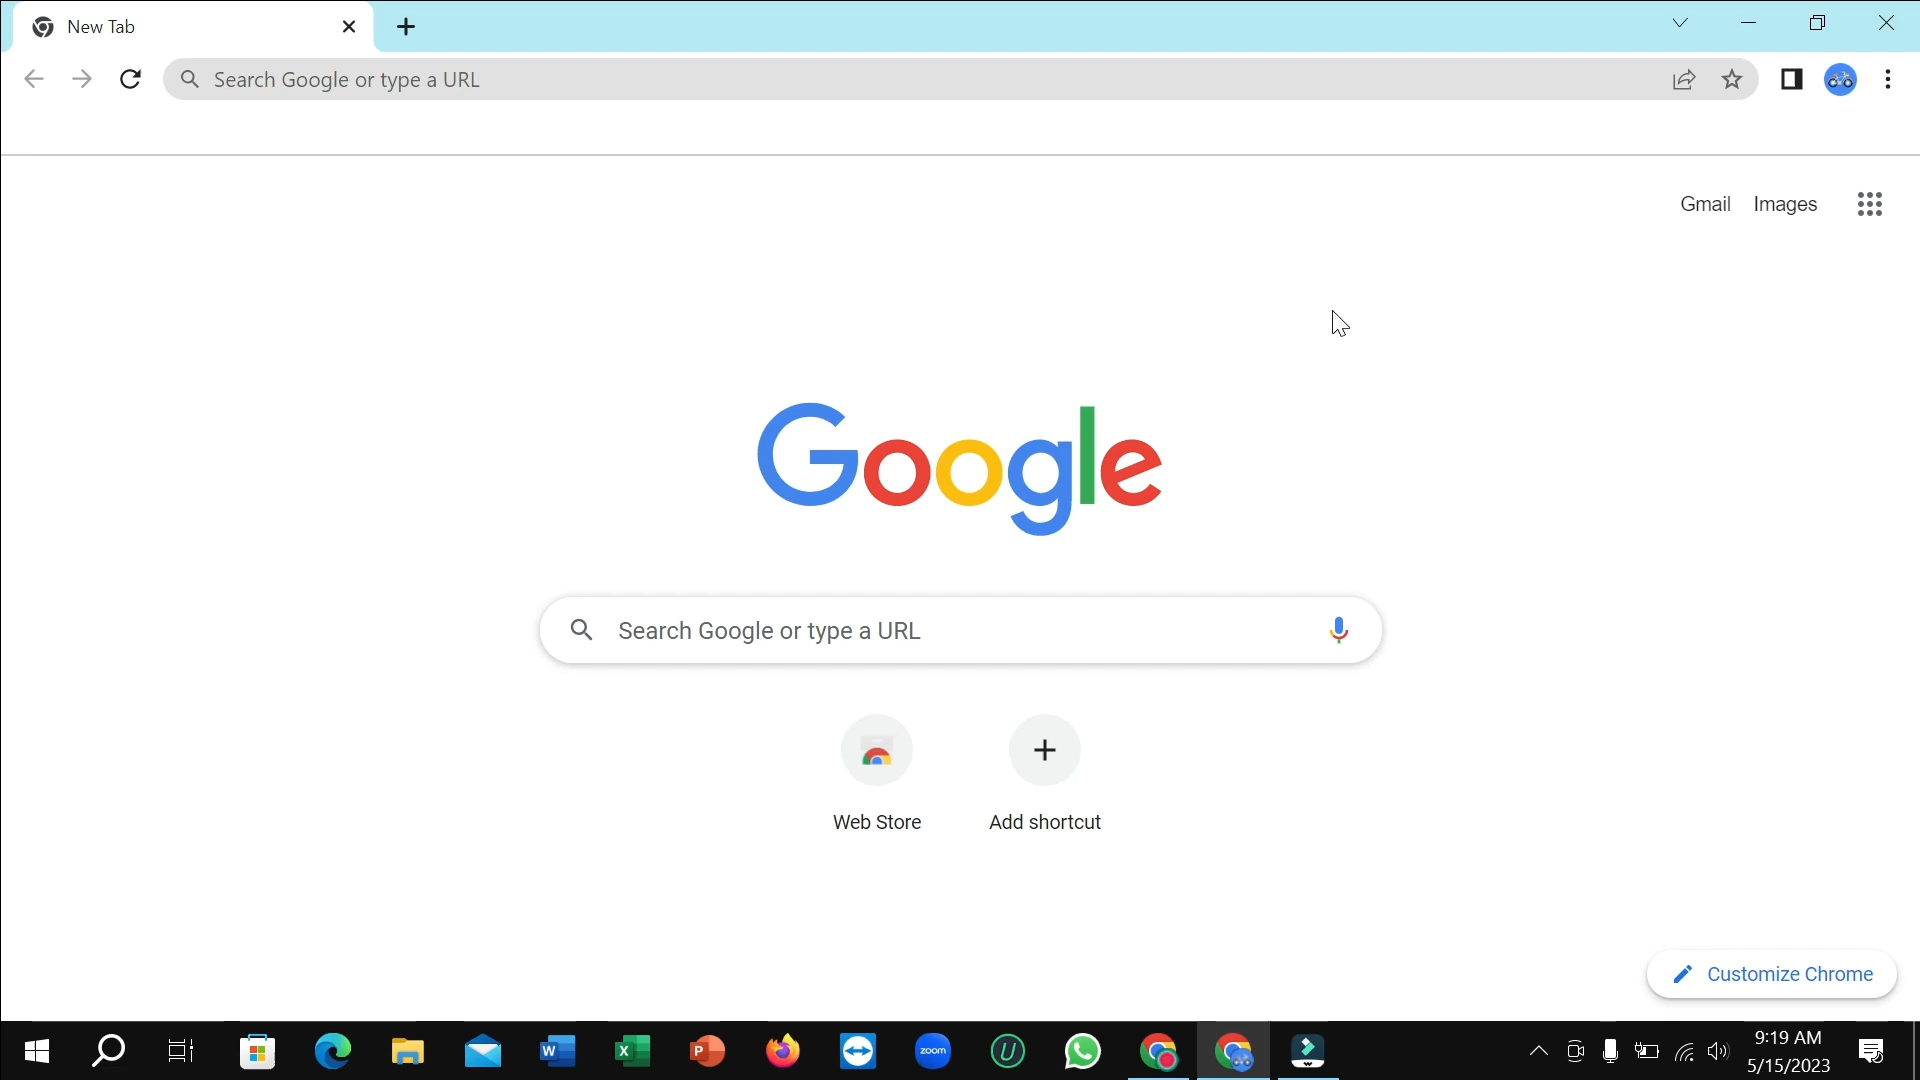 New Tab
Search Google or type a URL
Gmail Images
Google
Search Google or type a URL
Web Store
Add shortcut
Customize Chrome
W
X
P
zoom
U
9:19 AM
5/15/2023